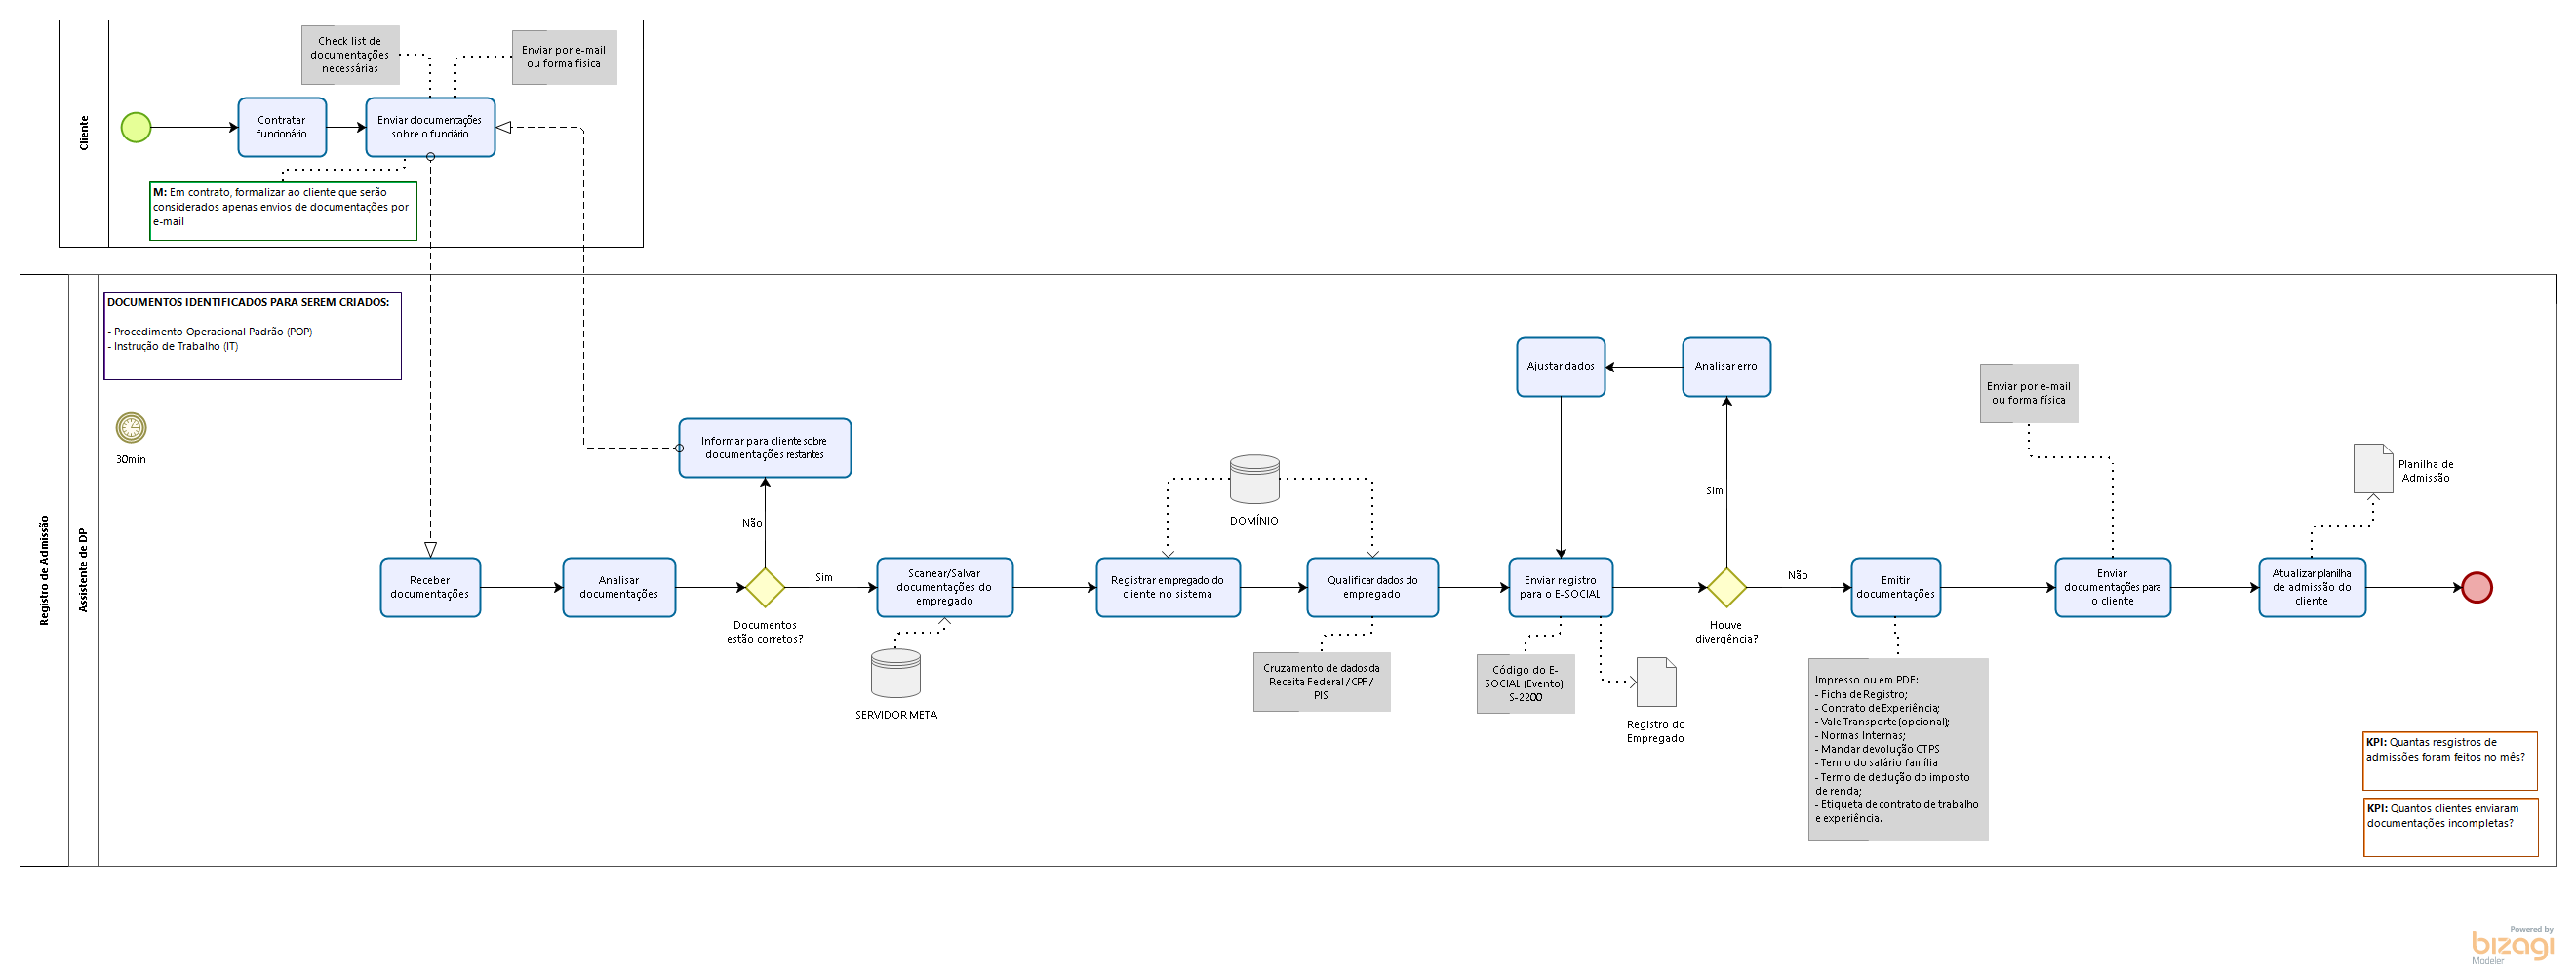 Cliente
Check list de
documentações
necessárias
Enviar por e-mail
ou forma física
Contratar
funcionário
Enviar documentações
sobre o fundário
M: Em contrato, formalizar ao cliente que serão
considerados apenas envios de documentações por
e-mail
Registro de Admissão
Assistente de DP
DOCUMENTOS IDENTIFICADOS PARA SEREM CRIADOS:
- Procedimento Operacional Padrão (POP)
- Instrução de Trabalho (IT)
30min
Receber
documentações
Analisar
documentações
Documentos
estão corretos?
Não
Informar para cliente sobre
documentações restantes
Sim
Scanear/Salvar
documentações do
empregado
SERVIDOR META
Registrar empregado do
cliente no sistema
DOMÍNIO
Qualificar dados do
empregado
Cruzamento de dados da
Receita Federal / CPF /
PIS
Enviar registro
para o E-SOCIAL
Código do E-
SOCIAL (Evento):
S-2200
Registro do
Empregado
Houve
divergência?
Sim
Analisar erro
Ajustar dados
Não
Emitir
documentações
Impresso ou em PDF:
- Ficha de Registro;
- Contrato de Experiência;
- Vale Transporte (opcional);
- Normas Internas;
- Mandar devolução CTPS
- Termo do salário família
- Termo de dedução do imposto
de renda;
- Etiqueta de contrato de trabalho
e experiência.
Enviar por e-mail
ou forma física
Enviar
documentações para
o cliente
Atualizar planilha
de admissão do
cliente
Planilha de
Admissão
KPI: Quantas resgistros de
admissões foram feitos no mês?
KPI: Quantos clientes enviaram
documentações incompletas?
Powered by
bizagi
Modeler